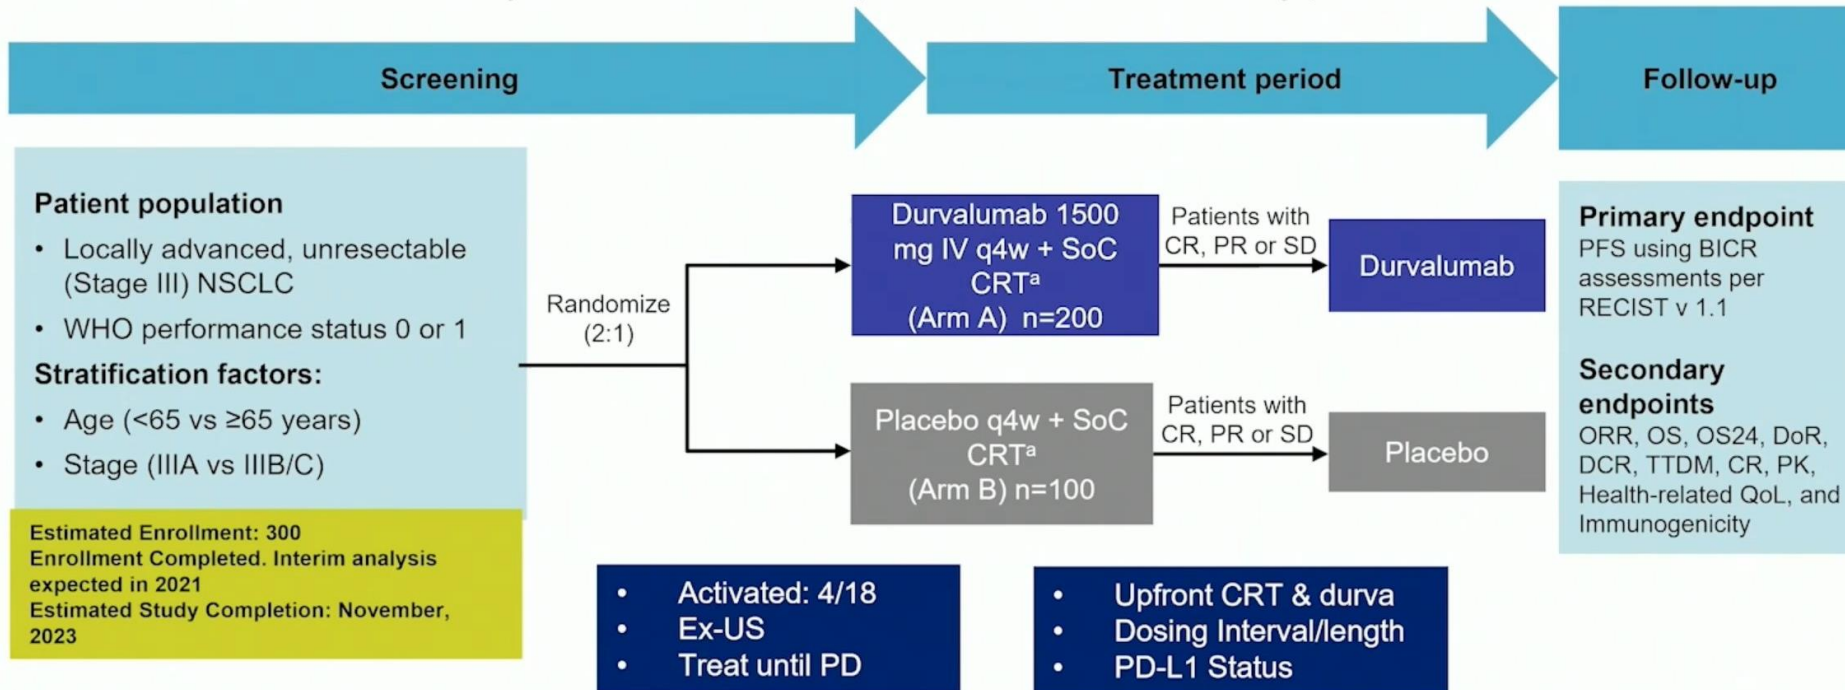 Screening
Treatment period
Follow-up
Patient population
• Locally advanced, unresectable
(Stage III) NSCLC
• WHO performance status 0 or 1
Stratification factors:
• Age (<65 vs ≥65 years)
• Stage (IIIA vs IIIB/C)
Estimated Enrollment: 300
Enrollment Completed. Interim analysis
expected in 2021
Estimated Study Completion: November,
2023
Randomize
(2:1)
Durvalumab 1500
mg IV q4w + SoC
CRTª
(Arm A) n=200
Patients with
CR, PR or SD
Durvalumab
Placebo q4w + SoC
CRTª
(Arm B) n=100
Patients with
CR, PR or SD
Placebo
• Activated: 4/18
• Ex-US
• Treat until PD
• Upfront CRT & durva
• Dosing Interval/length
• PD-L1 Status
Primary endpoint
PFS using BICR
assessments per
RECIST v 1.1
Secondary
endpoints
ORR, OS, OS24, DoR,
DCR, TTDM, CR, PK,
Health-related QoL, and
Immunogenicity